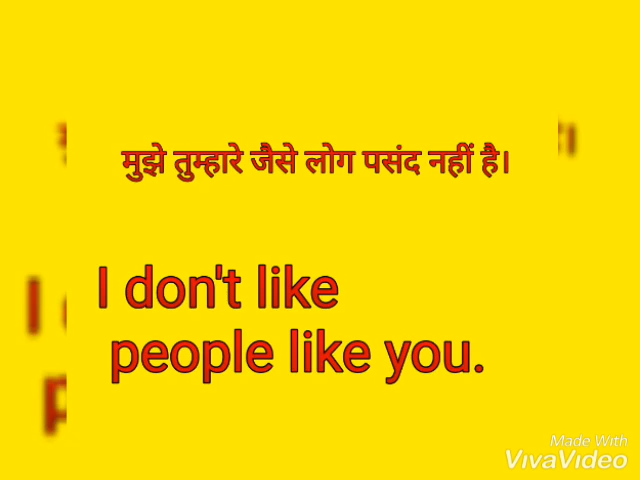 मुझे तुम्हारे जैसे लोग पसंद नहीं है।
I don't like
people like you.
Made With
VivaVideo